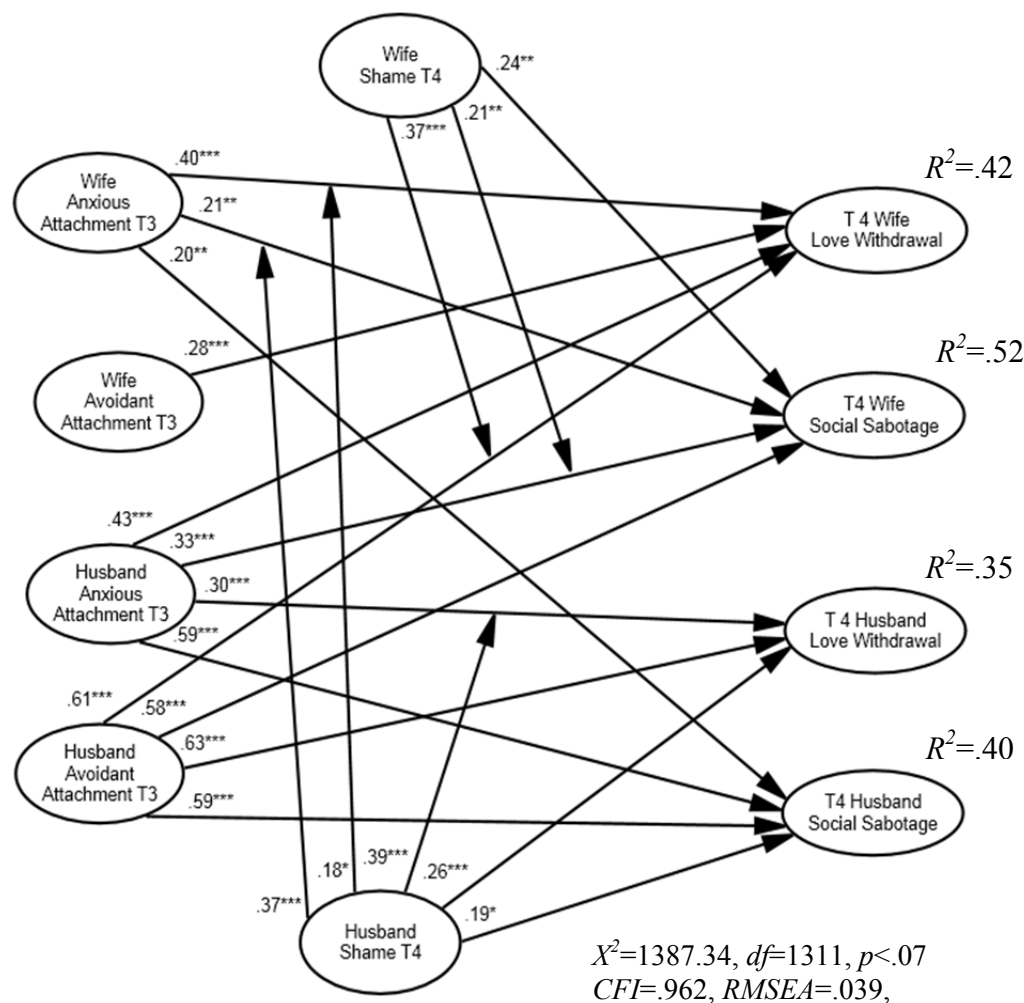 Wife
Shame T4
.24**
.21**
.37***
Wife
Anxious
Attachment T3
.40***
.21**
.20**
R²=.42
T 4 Wife
Love Withdrawal
Wife
Avoidant
Attachment T3
.28***
R²=.52
T4 Wife
Social Sabotage
Husband
Anxious
Attachment T3
.43***
.33***
.30***
.59***
R²=.35
T 4 Husband
Love Withdrawal
Husband
Avoidant
Attachment T3
.61***
.58***
.63***
.59***
R²=.40
T4 Husband
Social Sabotage
Husband
Shame T4
.37***
.18*
.39***
.26***
.19*
X²=1387.34, df=1311, p<.07
CFI=.962, RMSEA=.039,